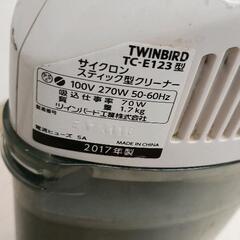 TWINBIRD
TC-E123型
サイクロン
スティック型クリーナー
100V 270W 50-60Hz
吸込仕事率 70W
質量 1.7kg
ツインバード工業株式会社
MADE IN CHINA
2017年製
電流ヒューズ 5A